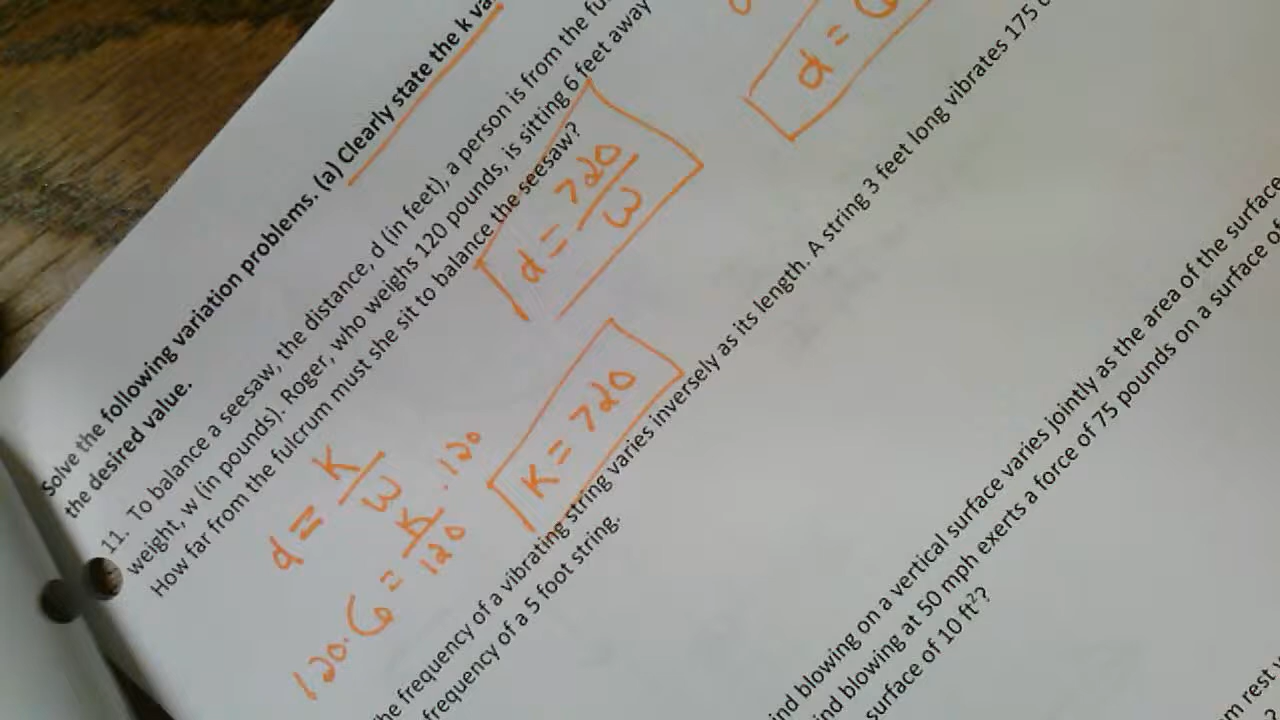 Solve the following variation problems. (a) Clearly state the k va
the desired value.
11. To balance a seesaw, the distance, d (in feet), a person is from the fu
weight, w (in pounds). Roger, who weighs 120 pounds, is sitting 6 feet away
How far from the fulcrum must she sit to balance the seesaw?
d = K/w
120 · 6 = K/120 · 120
K = 720
d = 720/w
d = 6
he frequency of a vibrating string varies inversely as its length. A string 3 feet long vibrates 175
frequency of a 5 foot string.
ind blowing on a vertical surface varies jointly as the area of the surface
ind blowing at 50 mph exerts a force of 75 pounds on a surface of
surface of 10 ft²?
m rest
?